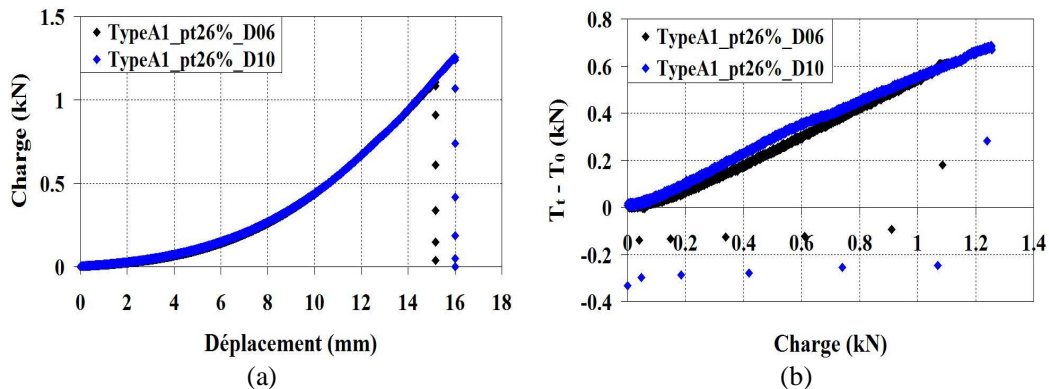 TypeA1_pt26%_D06
TypeA1_pt26%_D10
Charge (kN)
1.5
1
0.5
0
0 2 4 6 8 10 12 14 16 18
Déplacement (mm)
(a)
TypeA1_pt26%_D06
TypeA1_pt26%_D10
Tt - To (kN)
0.8
0.6
0.4
0.2
0
-0.2
-0.4
0 0.2 0.4 0.6 0.8 1 1.2 1.4
Charge (kN)
(b)